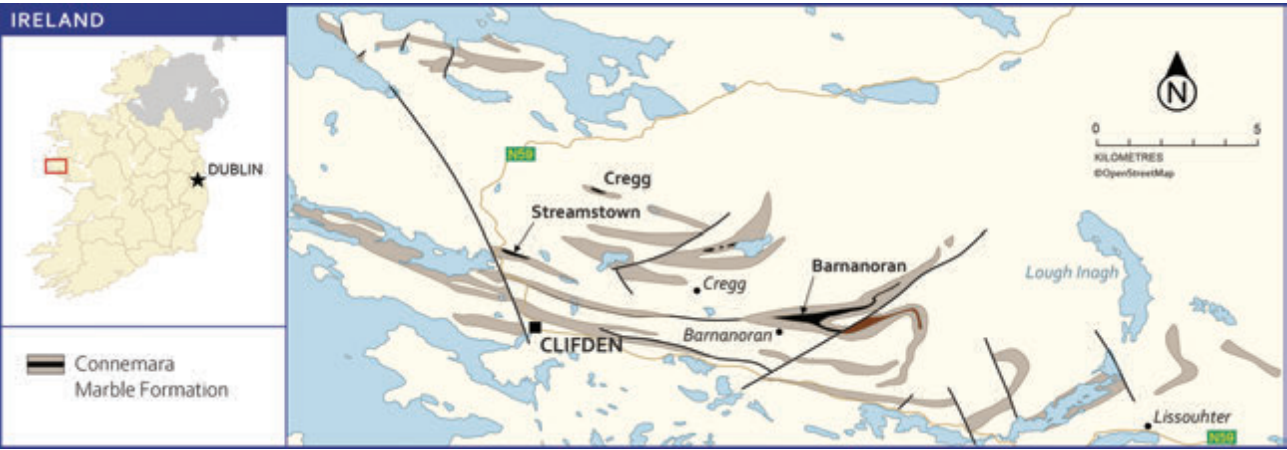 IRELAND
DUBLIN
Connemara
Marble Formation
N
0 5
KILOMETRES
©OpenStreetMap
N59
Cregg
Streamstown
Barnanoran
Lough Inagh
Cregg
Barnanoran
CLIFDEN
Lissouhter
N59